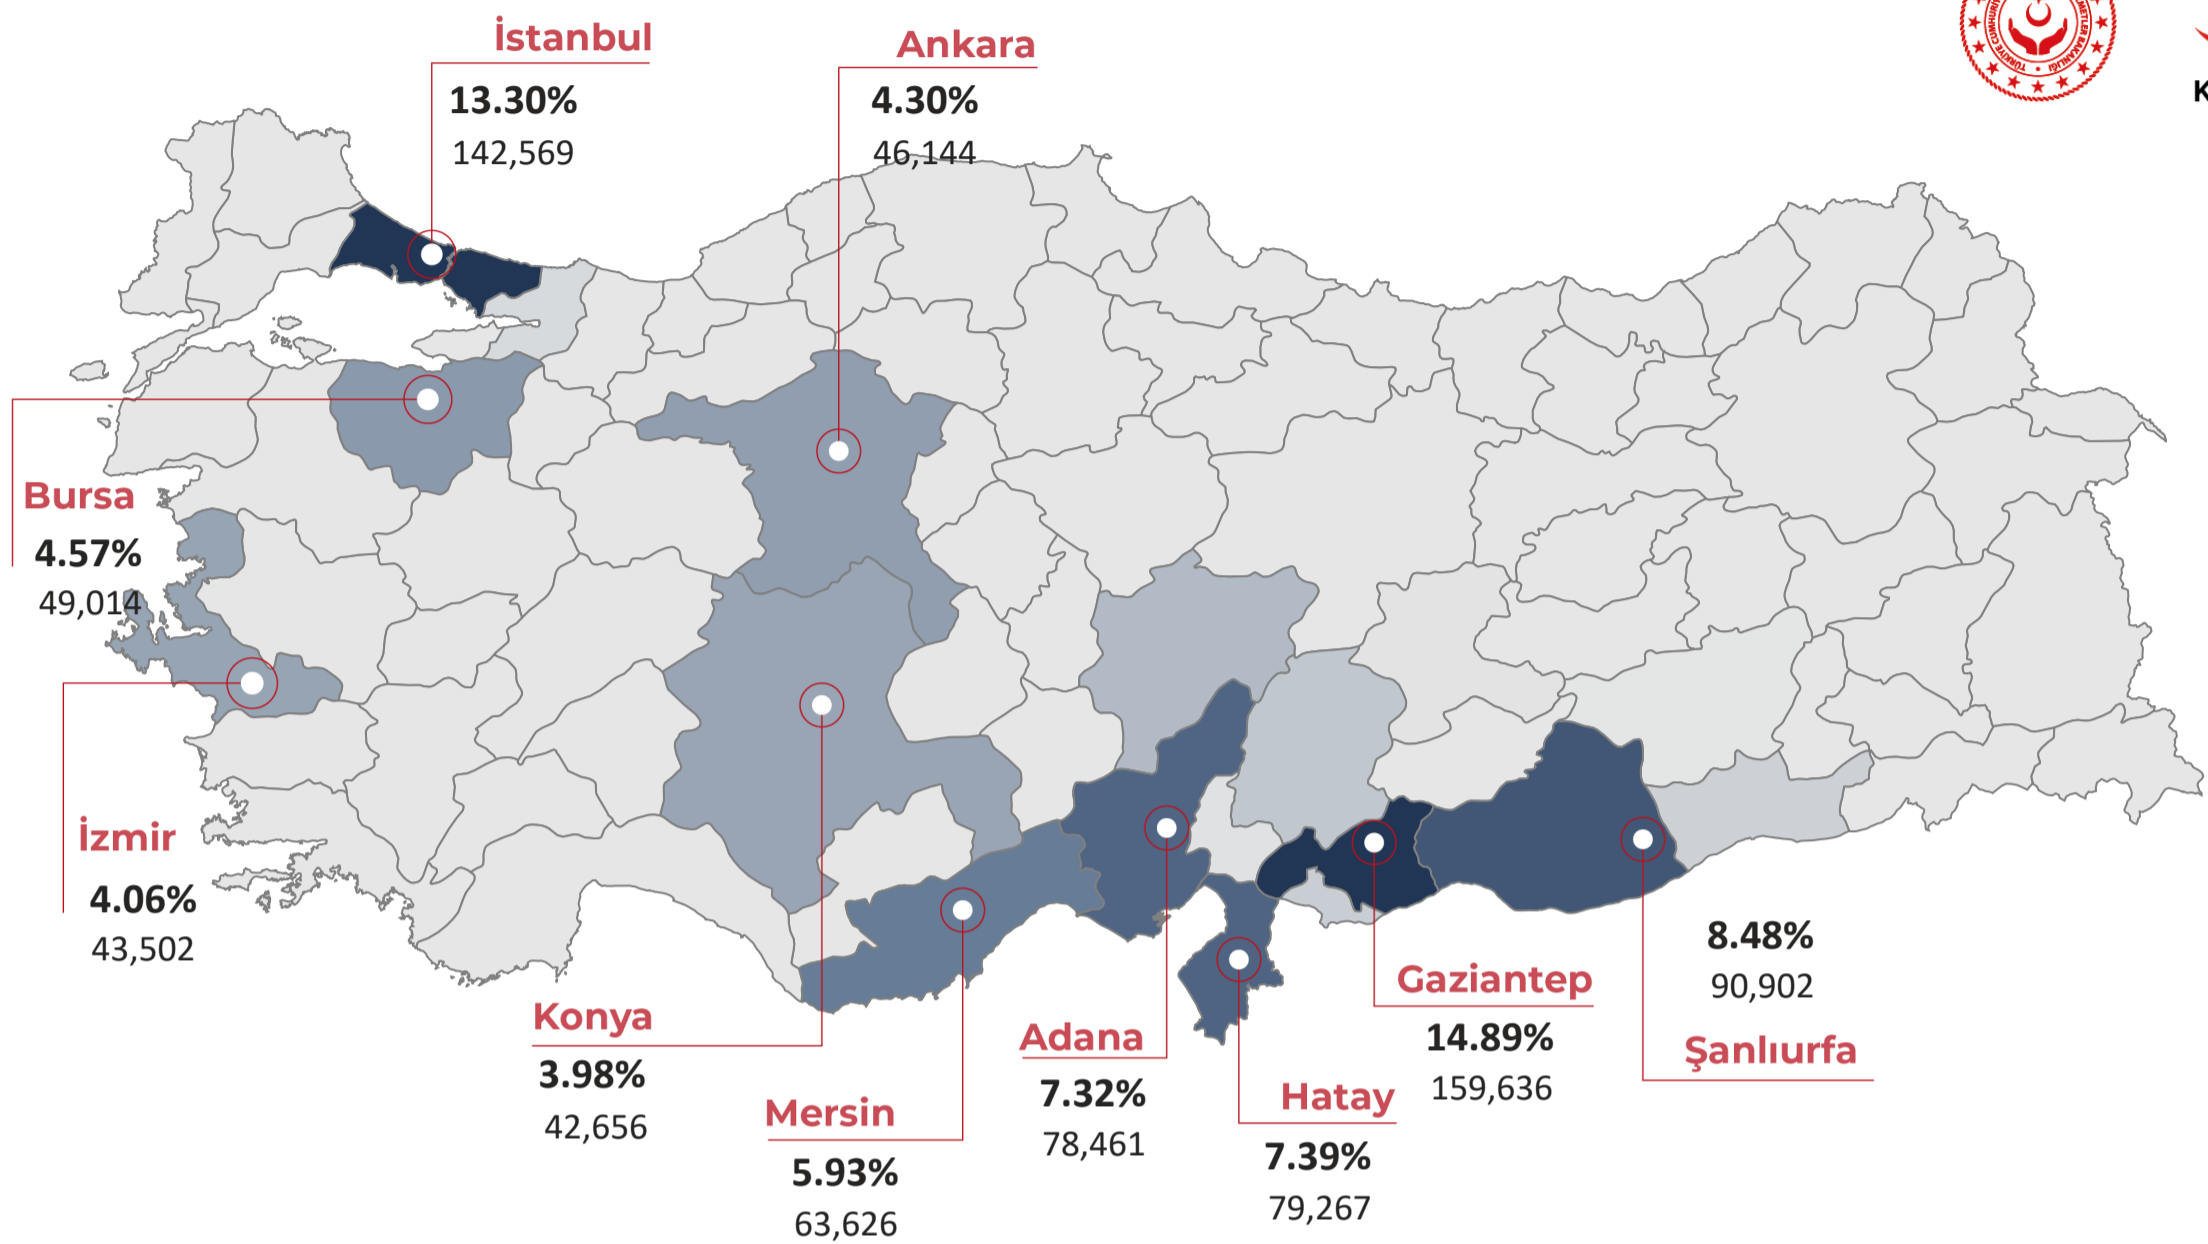 İstanbul
13.30%
142,569
Ankara
4.30%
46,144
Bursa
4.57%
49,014
İzmir
4.06%
43,502
Konya
3.98%
42,656
Mersin
5.93%
63,626
Adana
7.32%
78,461
Hatay
7.39%
79,267
Gaziantep
14.89%
159,636
8.48%
90,902
Şanlıurfa
K